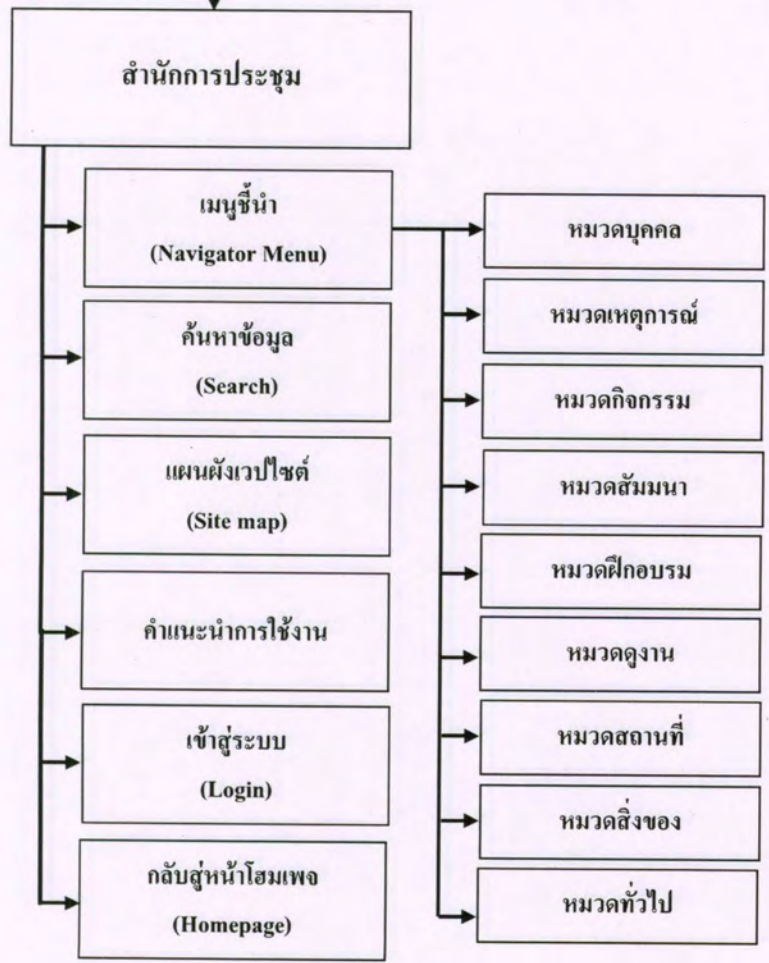 สำนักการประชุม
เมนูชี้นำ
(Navigator Menu)
ค้นหาข้อมูล
(Search)
แผนผังเวปไซต์
(Site map)
คำแนะนำการใช้งาน
เข้าสู่ระบบ
(Login)
กลับสู่หน้าโฮมเพจ
(Homepage)
หมวดบุคคล
หมวดเหตุการณ์
หมวดกิจกรรม
หมวดสัมมนา
หมวดฝึกอบรม
หมวดดูงาน
หมวดสถานที่
หมวดสิ่งของ
หมวดทั่วไป